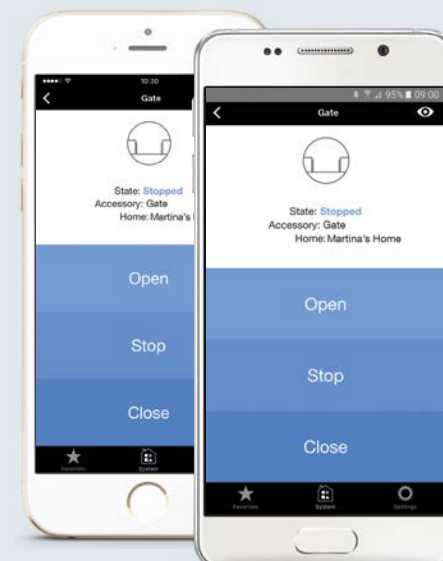 10:30
Gate
State: Stopped
Accessory: Gate
Home: Martina's
Open
Stop
Close
Favorites
System
95% 09:00
Gate
State: Stopped
Accessory: Gate
Home: Martina's Home
Open
Stop
Close
Favorites
System
Settings